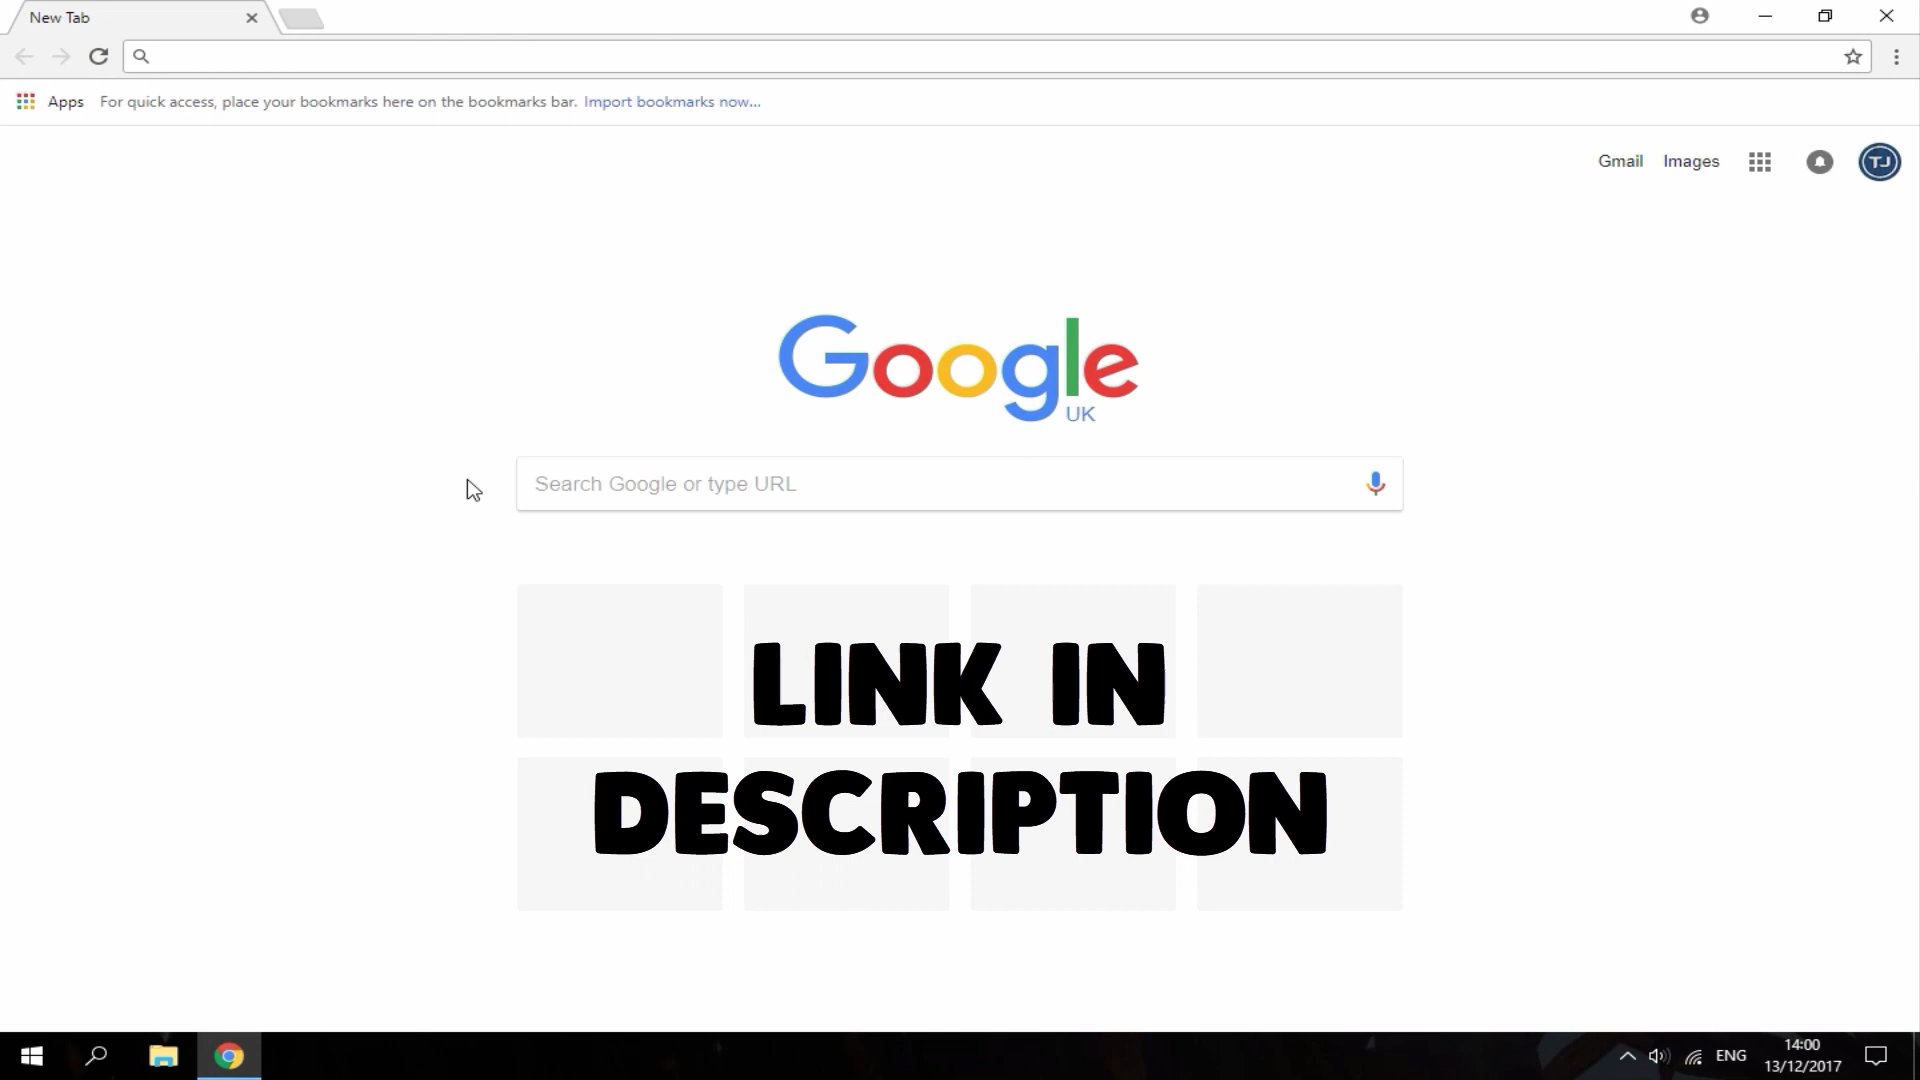 New Tab
Apps For quick access, place your bookmarks here on the bookmarks bar. Import bookmarks now...
Gmail Images TJ
Google
UK
Search Google or type URL
LINK IN
DESCRIPTION
ENG
14:00
13/12/2017